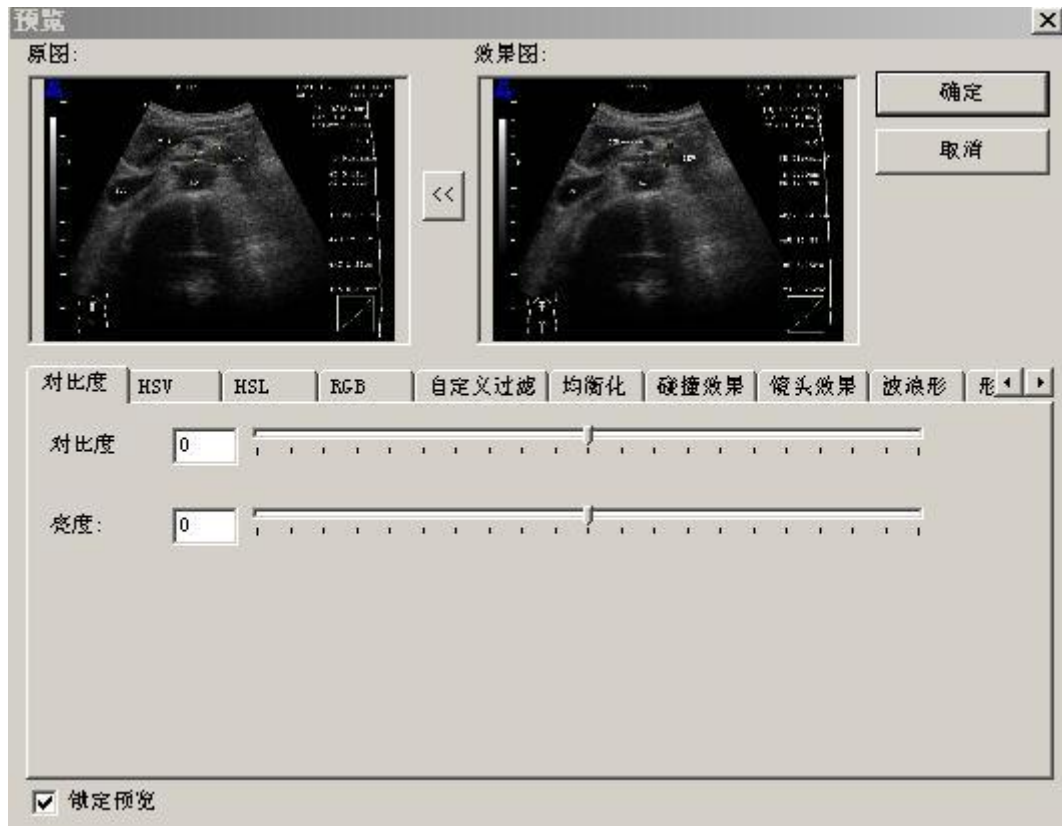 预览
原图:
效果图:
确定
取消
<<
对比度 HSV HSL RGB 自定义过滤 均衡化 碰撞效果 镜头效果 波浪形 形
对比度 0
亮度: 0
锁定预览